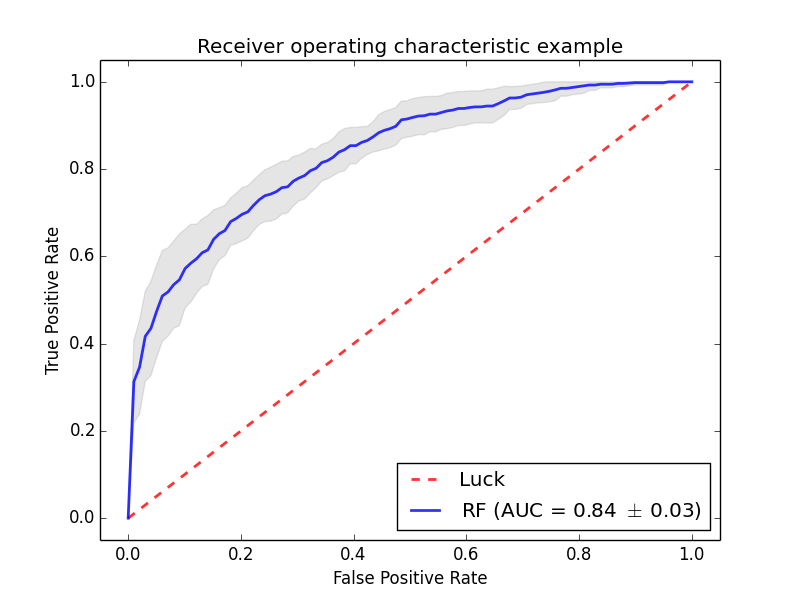 Receiver operating characteristic example
1.0
0.8
0.6
0.4
0.2
0.0
True Positive Rate
Luck
RF (AUC = 0.84 ± 0.03)
0.0 0.2 0.4 0.6 0.8 1.0
False Positive Rate